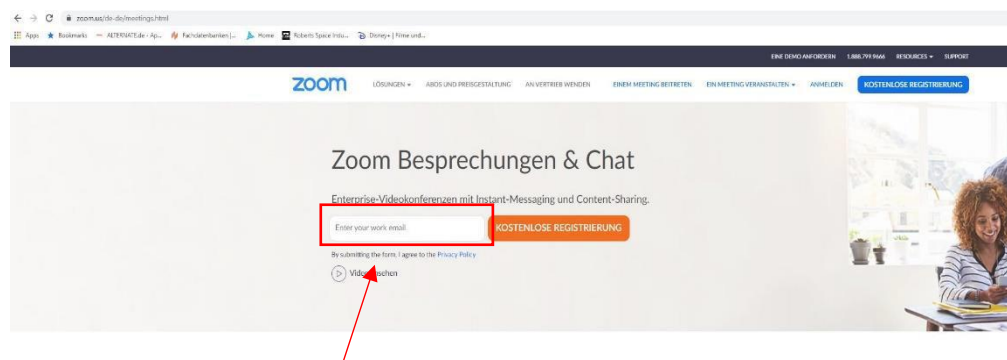 zoom.us/de-de/meetings.html
Apps Bookmarks ALTERNATE.de - Ap... Fachdatenbanken |... Home Roberts Space Indu... Disney+ | Filme und...
EINE DEMO ANFORDERN 1.888.799.9666 RESOURCES SUPPORT
zoom LÖSUNGEN ABOS UND PREISGESTALTUNG AN VERTRIEB WENDEN EINEM MEETING BEITRETEN EIN MEETING VERANSTALTEN ANMELDEN KOSTENLOSE REGISTRIERUNG
Zoom Besprechungen & Chat
Enterprise-Videokonferenzen mit Instant-Messaging und Content-Sharing.
Enter your work email KOSTENLOSE REGISTRIERUNG
By submitting the form, I agree to the Privacy Policy